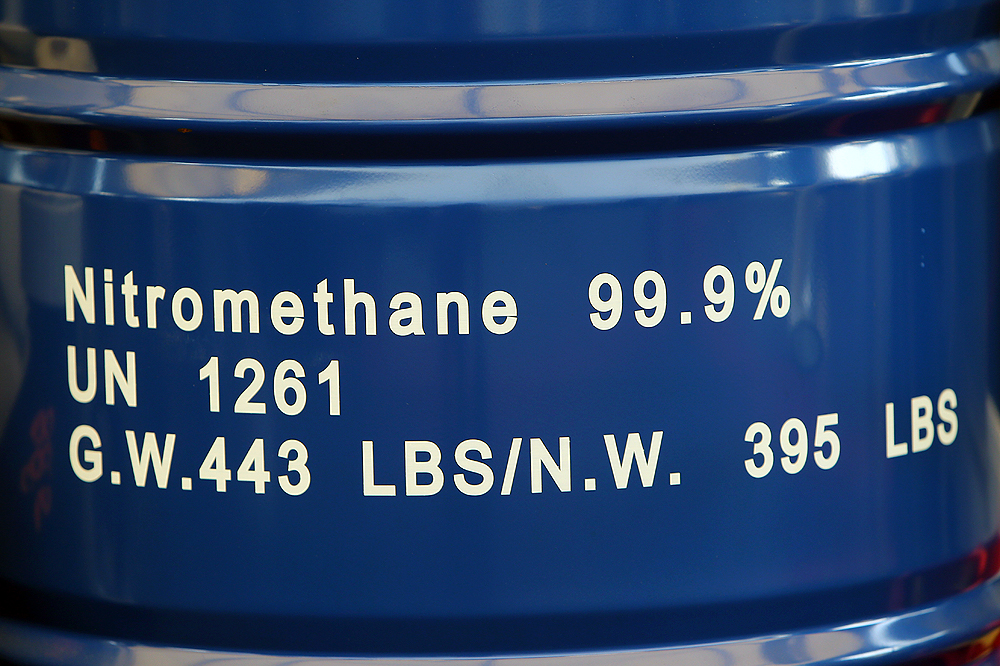 Nitromethane 99.9%
UN 1261
G.W.443 LBS/N.W. 395 LBS